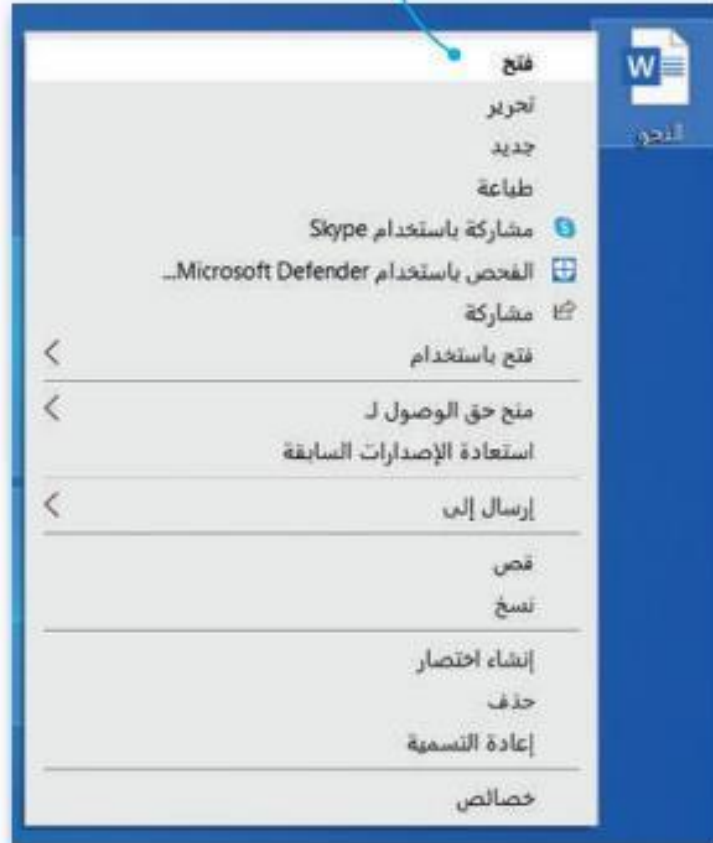 فتح
النحو
تحرير
جديد
طباعة
مشاركة باستخدام Skype
الفحص باستخدام Microsoft Defender...
مشاركة
فتح باستخدام
منح حق الوصول لـ
استعادة الإصدارات السابقة
إرسال إلى
قص
نسخ
إنشاء اختصار
حذف
إعادة التسمية
خصائص